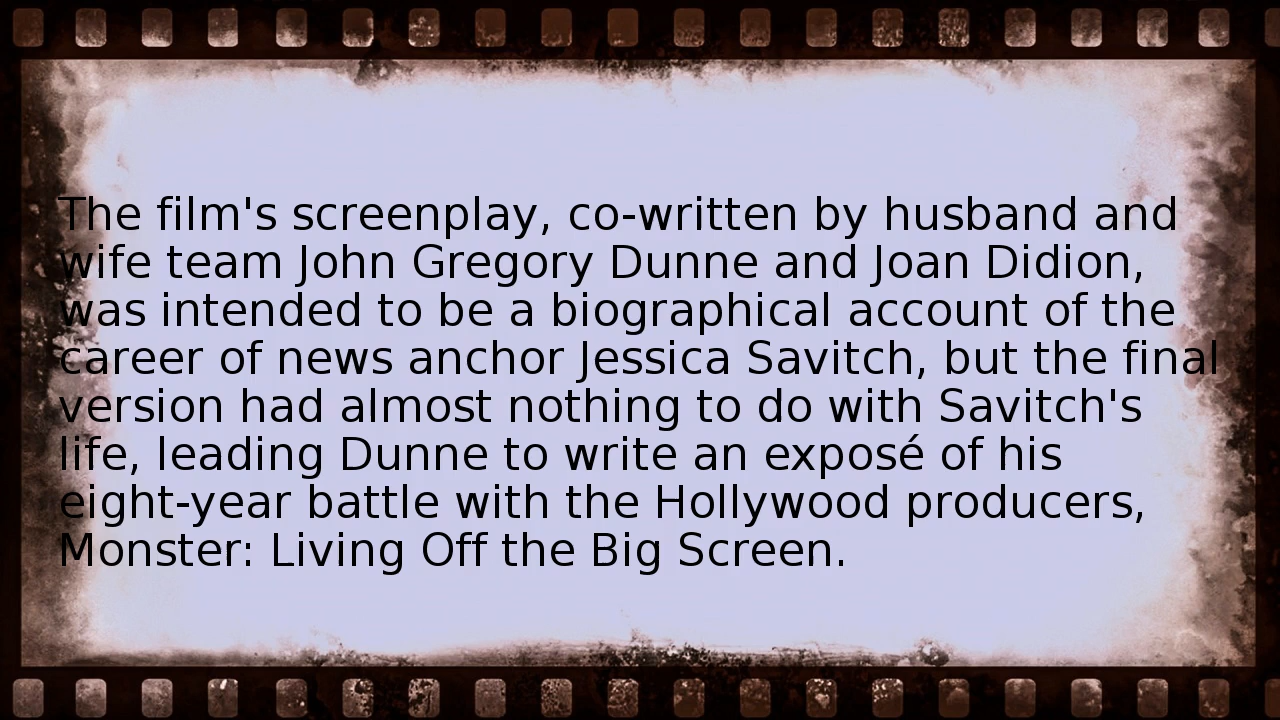 The film's screenplay, co-written by husband and
wife team John Gregory Dunne and Joan Didion,
was intended to be a biographical account of the
career of news anchor Jessica Savitch, but the final
version had almost nothing to do with Savitch's
life, leading Dunne to write an exposé of his
eight-year battle with the Hollywood producers,
Monster: Living Off the Big Screen.